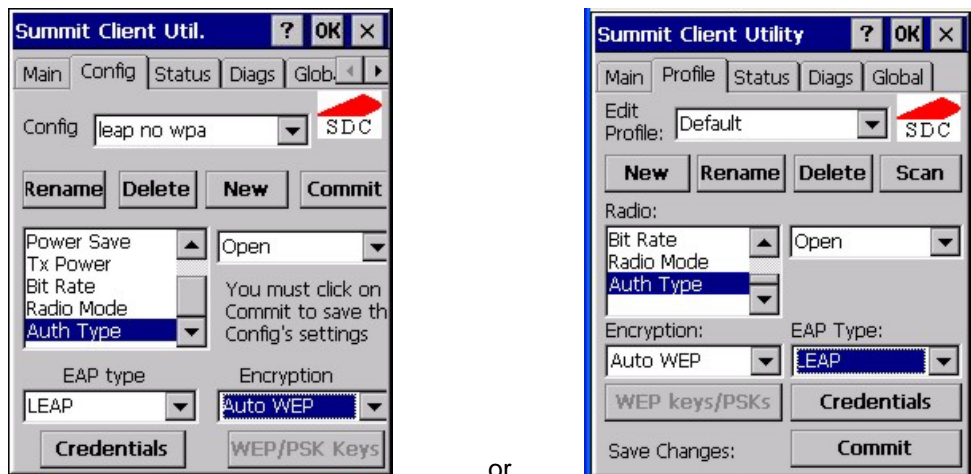 Summit Client Util. ? OK ×
Main Config Status Diags Glob.
Config leap no wpa SDC
Rename Delete New Commit
Power Save
Tx Power
Bit Rate
Radio Mode
Auth Type
Open
You must click on
Commit to save th
Config's settings
EAP type Encryption
LEAP Auto WEP
Credentials WEP/PSK Keys
or
Summit Client Utility ? OK ×
Main Profile Status Diags Global
Edit
Profile: Default SDC
New Rename Delete Scan
Radio:
Bit Rate
Radio Mode
Auth Type
Open
Encryption: EAP Type:
Auto WEP LEAP
WEP keys/PSKs Credentials
Save Changes: Commit